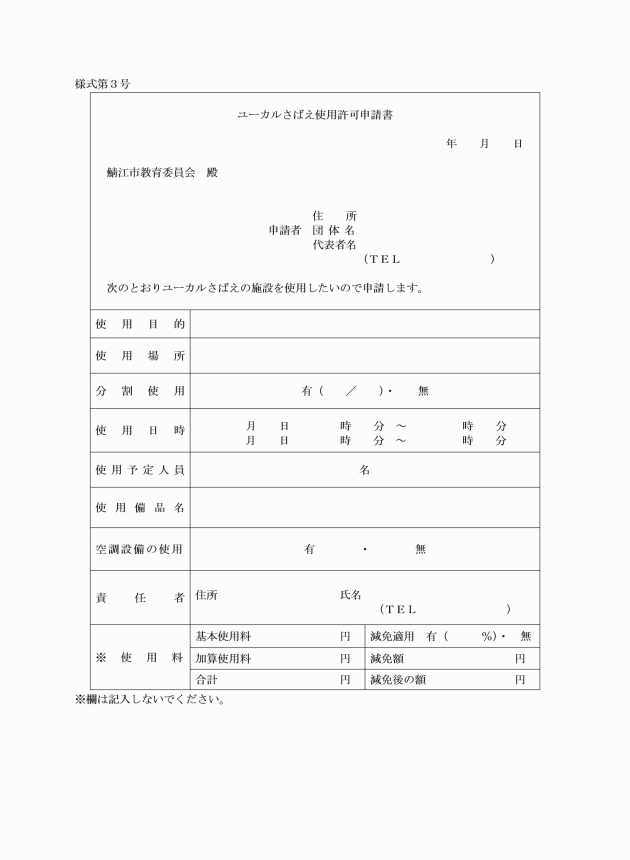 様式第３号
ユーカルさばえ使用許可申請書
年　　月　　日
鯖江市教育委員会　殿
住　　所
申請者　団 体 名
代表者名
（ＴＥＬ　　　　　　　　）
次のとおりユーカルさばえの施設を使用したいので申請します。
使　用　目　的
使　用　場　所
分　割　使　用　　有（　　／　　）・　　無
使　用　日　時　　月　　日　　　　時　　分　～　　　　　時　　分
月　　日　　　　時　　分　～　　　　　時　　分
使 用 予 定 人 員　　名
使　用　備　品　名
空調設備の使用　　有　　　　・　　　　無
責　　任　　者　　住所　　　　　　　　氏名
（ＴＥＬ　　　　　　　　）
※　使　用　料　　基本使用料　　　　　　円　　減免適用　有（　　　％）・　無
加算使用料　　　　　　円　　減免額　　　　　　　　　円
合計　　　　　　　　　円　　減免後の額　　　　　　　円
※欄は記入しないでください。